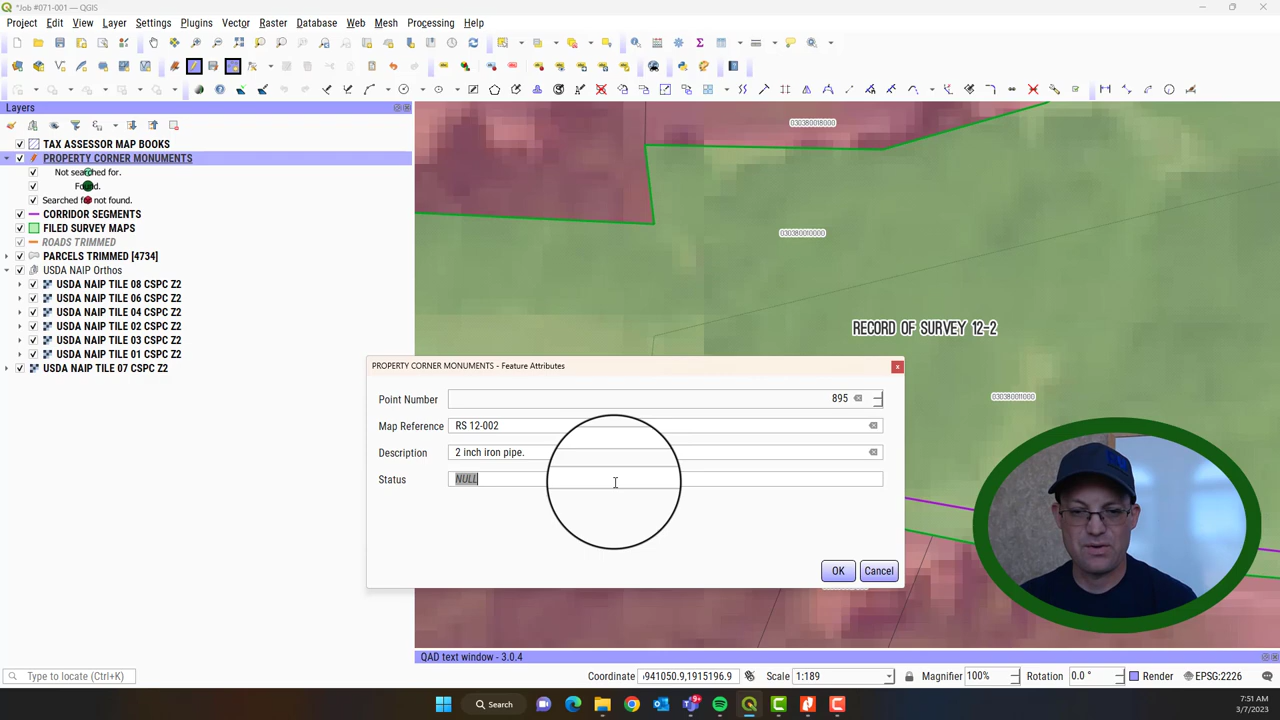 *Job #071-001 — QGIS
Project Edit View Layer Settings Plugins Vector Raster Database Web Mesh Processing Help
Layers
TAX ASSESSOR MAP BOOKS
PROPERTY CORNER MONUMENTS
Not searched for.
Found.
Searched for not found.
CORRIDOR SEGMENTS
FILED SURVEY MAPS
ROADS TRIMMED
PARCELS TRIMMED [4734]
USDA NAIP Orthos
USDA NAIP TILE 08 CSPC Z2
USDA NAIP TILE 06 CSPC Z2
USDA NAIP TILE 04 CSPC Z2
USDA NAIP TILE 02 CSPC Z2
USDA NAIP TILE 03 CSPC Z2
USDA NAIP TILE 01 CSPC Z2
USDA NAIP TILE 07 CSPC Z2
030380018000
030380010000
RECORD OF SURVEY 12-2
030380011000
PROPERTY CORNER MONUMENTS - Feature Attributes
Point Number 895
Map Reference RS 12-002
Description 2 inch iron pipe.
Status NULL
OK Cancel
QAD text window - 3.0.4
Type to locate (Ctrl+K)
Coordinate 941050.9,1915196.9 Scale 1:189 Magnifier 100% Rotation 0.0 ° Render EPSG:2226
Search
7:51 AM
3/7/2023